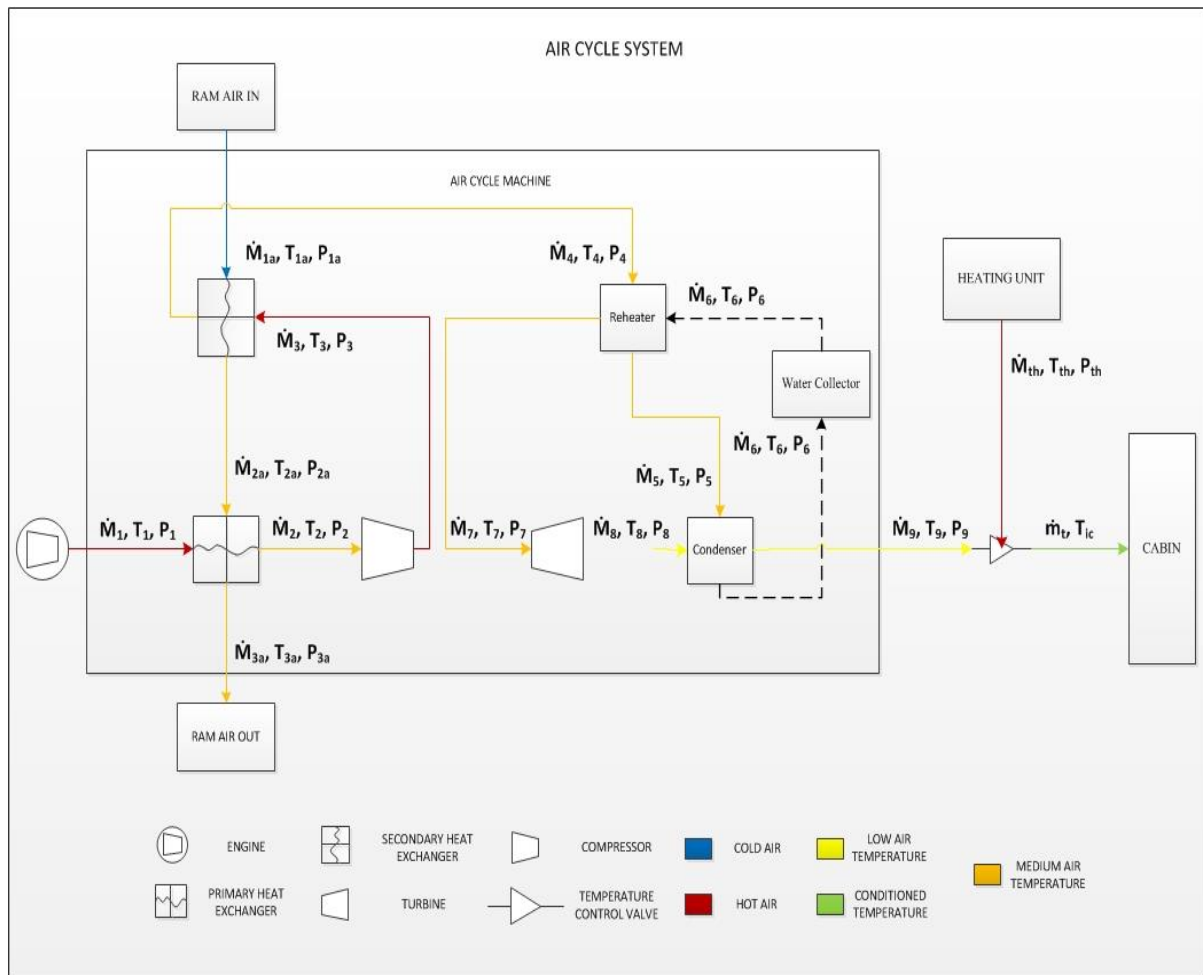 AIR CYCLE SYSTEM
RAM AIR IN
AIR CYCLE MACHINE
Ṁ1a, T1a, P1a
Ṁ4, T4, P4
Ṁ6, T6, P6
HEATING UNIT
Reheater
Ṁ3, T3, P3
Water Collector
Ṁth, Tth, Pth
Ṁ6, T6, P6
Ṁ2a, T2a, P2a
Ṁ5, T5, P5
Ṁ1, T1, P1
Ṁ2, T2, P2
Ṁ7, T7, P7
Ṁ8, T8, P8
Condenser
Ṁ9, T9, P9
ṁt, Tic
CABIN
Ṁ3a, T3a, P3a
RAM AIR OUT
ENGINE
SECONDARY HEAT
EXCHANGER
COMPRESSOR
COLD AIR
LOW AIR
TEMPERATURE
MEDIUM AIR
TEMPERATURE
PRIMARY HEAT
EXCHANGER
TURBINE
TEMPERATURE
CONTROL VALVE
HOT AIR
CONDITIONED
TEMPERATURE